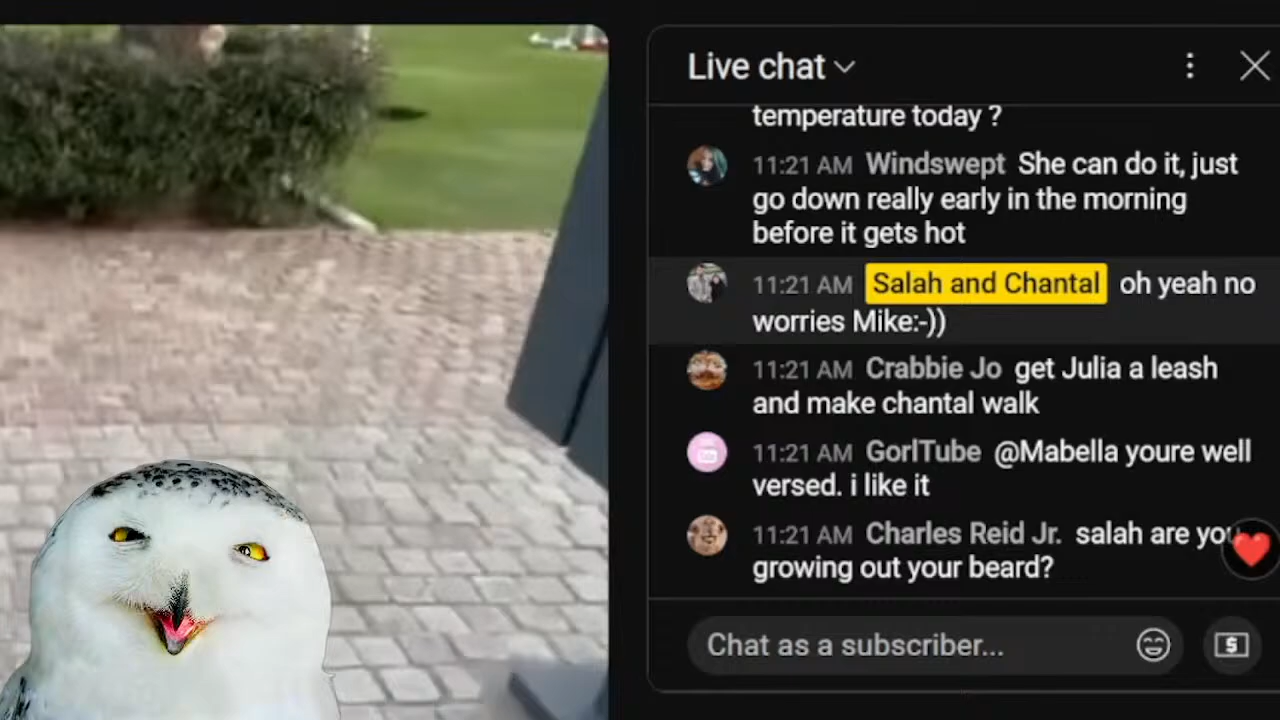 Live chat
temperature today ?
11:21 AM Windswept She can do it, just
go down really early in the morning
before it gets hot
11:21 AM Salah and Chantal oh yeah no
worries Mike:-))
11:21 AM Crabbie Jo get Julia a leash
and make chantal walk
11:21 AM GorlTube @Mabella youre well
versed. i like it
11:21 AM Charles Reid Jr. salah are you
growing out your beard?
Chat as a subscriber...
$